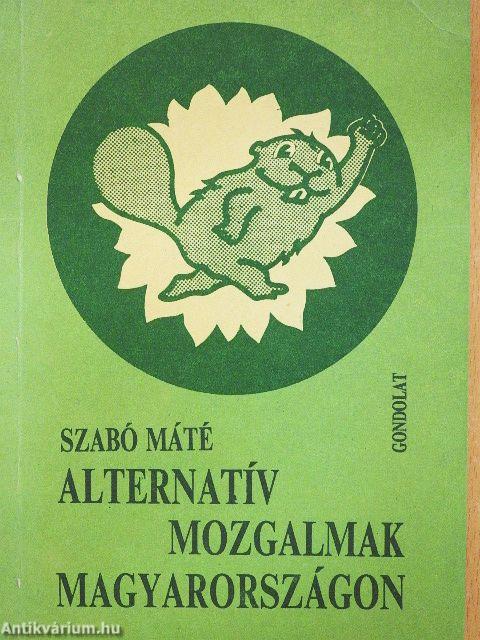 SZABÓ MÁTÉ
ALTERNATÍV
MOZGALMAK
MAGYARORSZÁGON
GONDOLAT
Antikvárium.hu